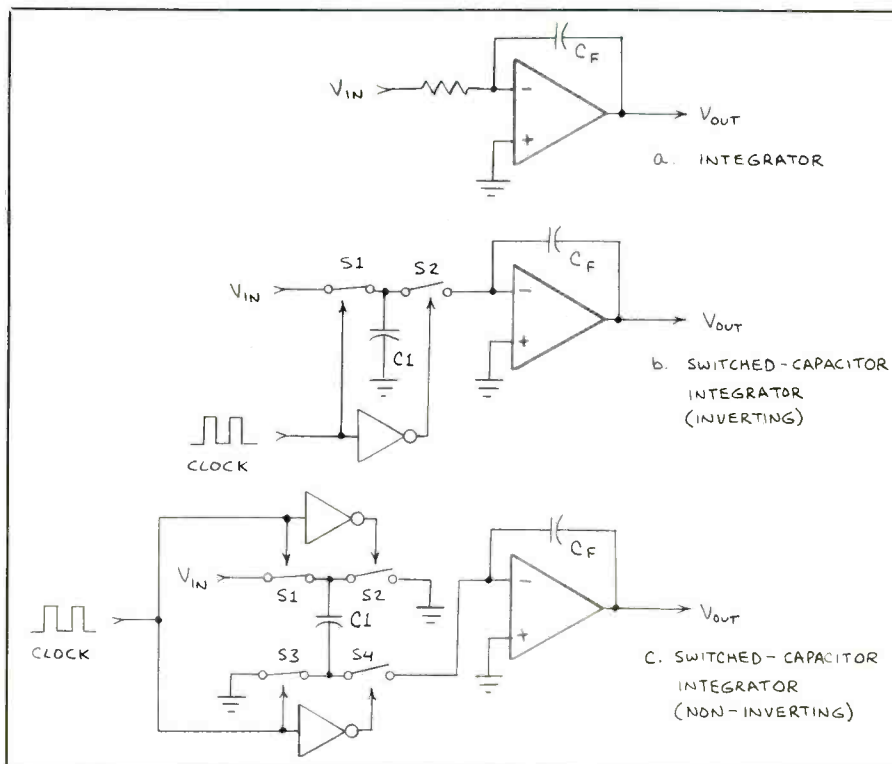 C_F
V_IN
−
+
V_OUT
a. INTEGRATOR
S1
S2
C_F
V_IN
−
+
V_OUT
C1
b. SWITCHED-CAPACITOR
INTEGRATOR
(INVERTING)
CLOCK
C_F
V_IN
S1
S2
−
+
V_OUT
C1
CLOCK
S3
S4
C. SWITCHED-CAPACITOR
INTEGRATOR
(NON-INVERTING)